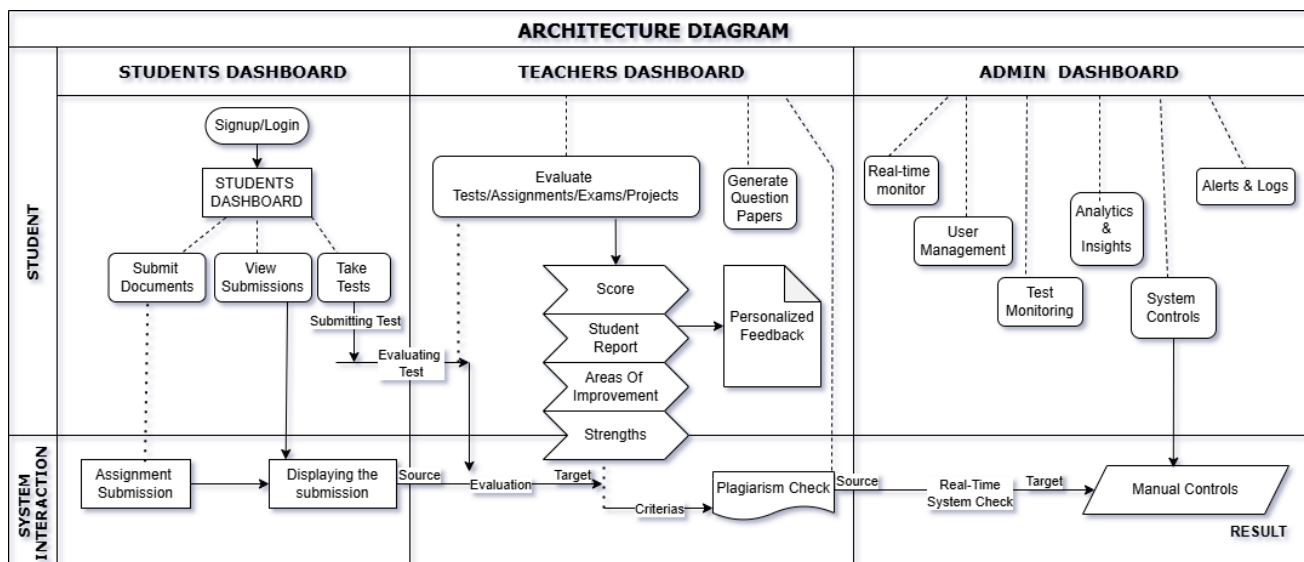 ARCHITECTURE DIAGRAM
STUDENTS DASHBOARD
TEACHERS DASHBOARD
ADMIN DASHBOARD
STUDENT
Signup/Login
STUDENTS
DASHBOARD
Submit
Documents
View
Submissions
Take
Tests
Submitting Test
Evaluating
Test
Evaluate
Tests/Assignments/Exams/Projects
Generate
Question
Papers
Score
Student
Report
Areas Of
Improvement
Strengths
Personalized
Feedback
Real-time
monitor
User
Management
Test
Monitoring
Analytics
&
Insights
System
Controls
Alerts & Logs
SYSTEM
INTERACTION
Assignment
Submission
Displaying the
submission
Source
Evaluation
Target
Criterias
Plagiarism Check
Source
Real-Time
System Check
Target
Manual Controls
RESULT